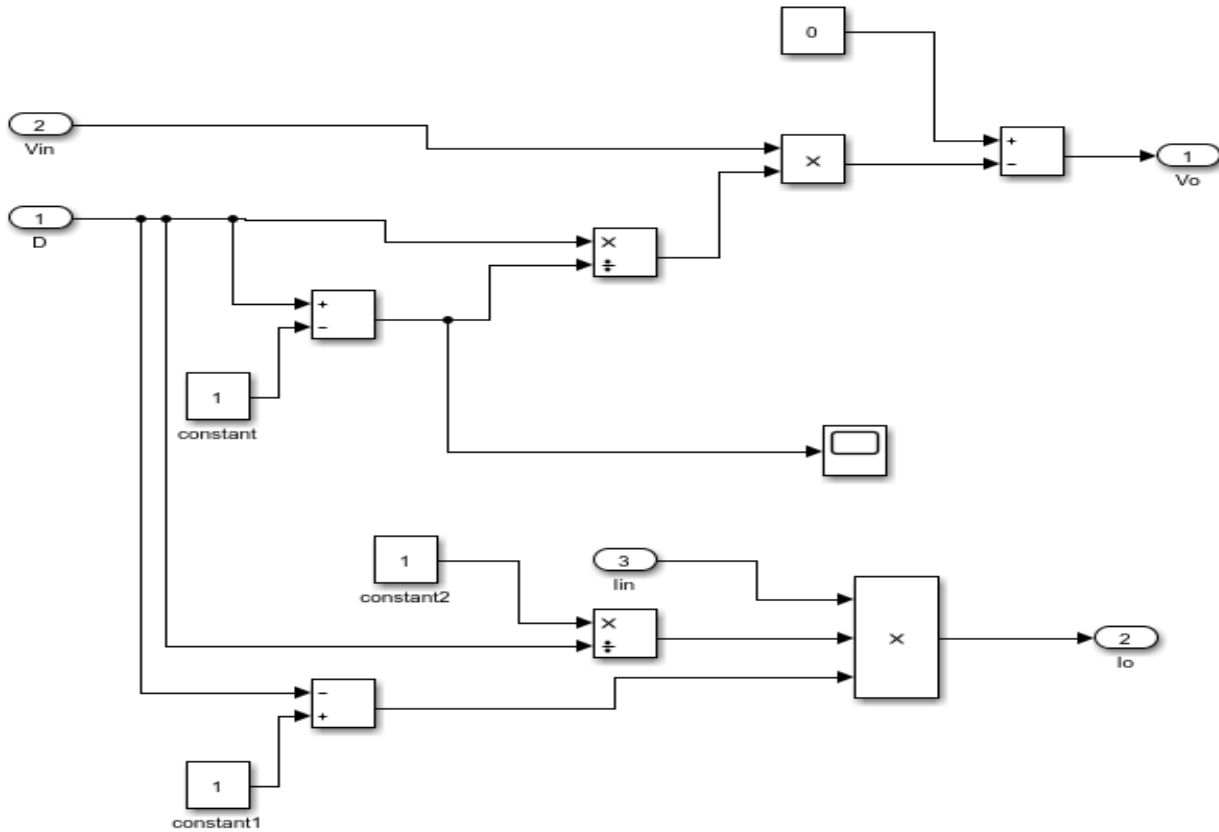 0
2
Vin
×
+
−
1
Vo
1
D
×
÷
+
−
1
constant
1
constant2
3
Iin
×
÷
×
2
Io
−
+
1
constant1